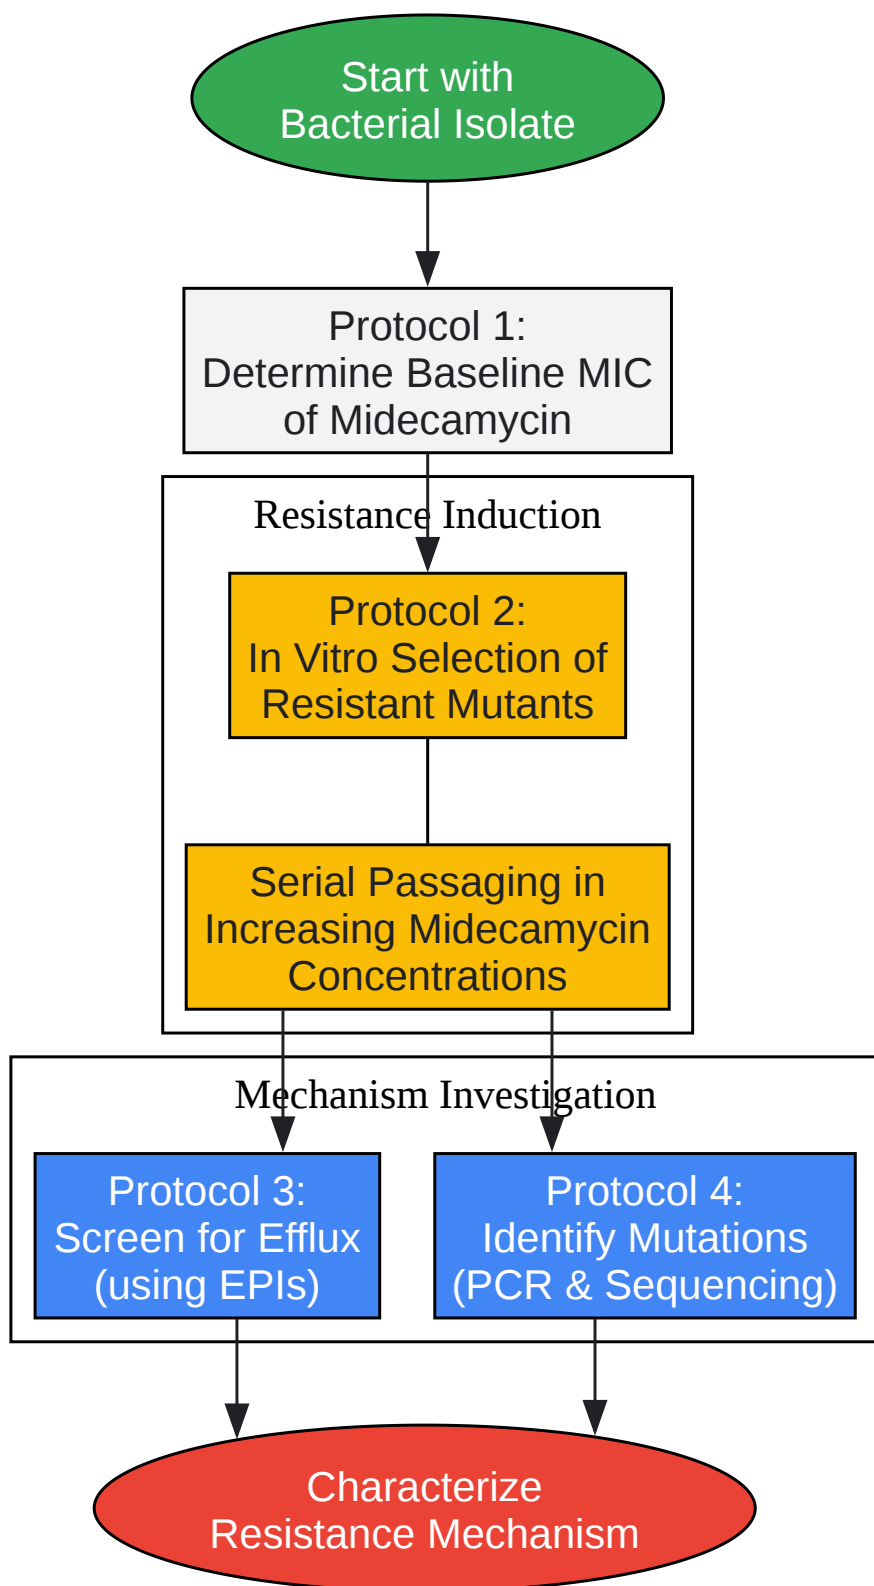 Start with
Bacterial Isolate
Protocol 1:
Determine Baseline MIC
of Midecamycin
Resistance Induction
Protocol 2:
In Vitro Selection of
Resistant Mutants
Serial Passaging in
Increasing Midecamycin
Concentrations
Mechanism Investigation
Protocol 3:
Screen for Efflux
(using EPIs)
Protocol 4:
Identify Mutations
(PCR & Sequencing)
Characterize
Resistance Mechanism